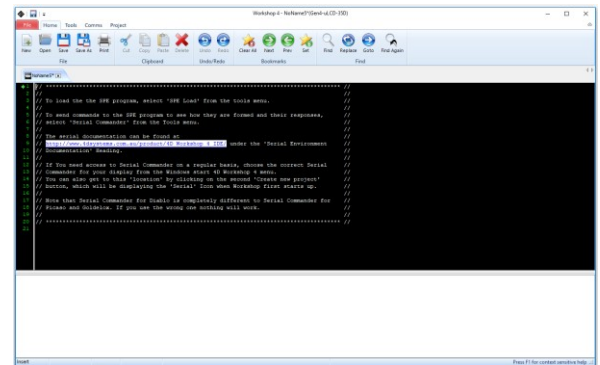 Workshop 4 - NoName3*(Gen4-uLCD-35D)
File Home Tools Comms Project
New Open Save Save As Print Cut Copy Paste Delete Undo Redo Clear All Next Prev Set Find Replace Goto Find Again
File Clipboard Undo/Redo Bookmarks Find
NoName3*
// To load the the SPE program, select 'SPE Load' from the tools menu. //
// To send commands to the SPE program to see how they are formed and their responses, //
// select 'Serial Commander' from the Tools menu. //
// The serial documentation can be found at //
// http://www.4dsystems.com.au/product/4D_Workshop_4_IDE/ under the 'Serial Environment //
// Documentation' Heading. //
// If You need access to Serial Commander on a regular basis, choose the correct Serial //
// Commander for your display from the Windows start 4D Workshop 4 menu. //
// You can also get to this 'location' by clicking on the second 'Create new project' //
// button, which will be displaying the 'Serial' Icon when Workshop first starts up. //
// Note that Serial Commander for Diablo is completely different to Serial Commander for //
// Picaso and Goldelox. If you use the wrong one nothing will work. //
Insert
Press F1 for context sensitive help